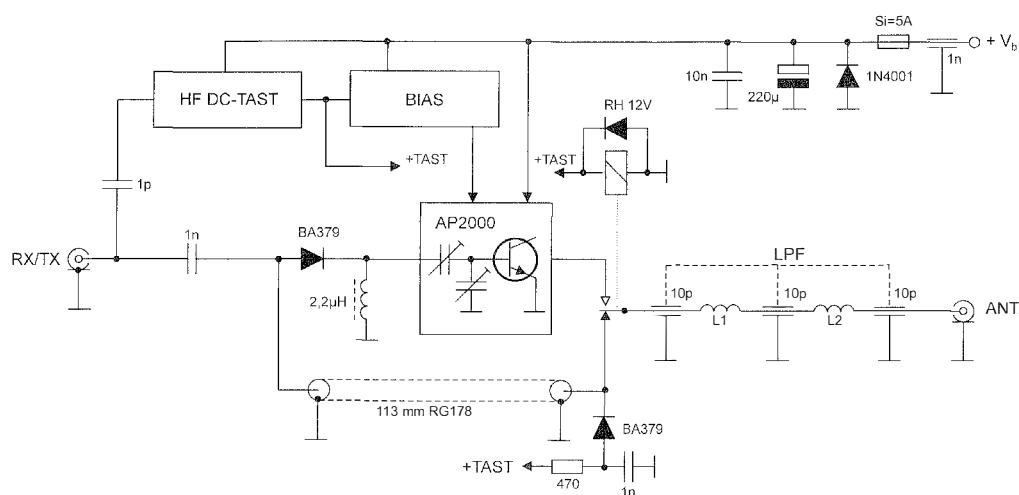 Si=5A
+ Vb
1n
10n
220µ
1N4001
HF DC-TAST
BIAS
RH 12V
+TAST
+TAST
1p
AP2000
1n
BA379
RX/TX
2,2µH
LPF
10p
10p
10p
L1
L2
ANT
113 mm RG178
BA379
+TAST
470
1n